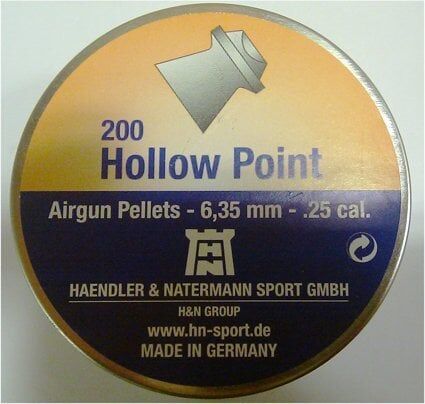 200
Hollow Point
Airgun Pellets - 6,35 mm - .25 cal.
HN
HAENDLER & NATERMANN SPORT GMBH
H&N GROUP
www.hn-sport.de
MADE IN GERMANY